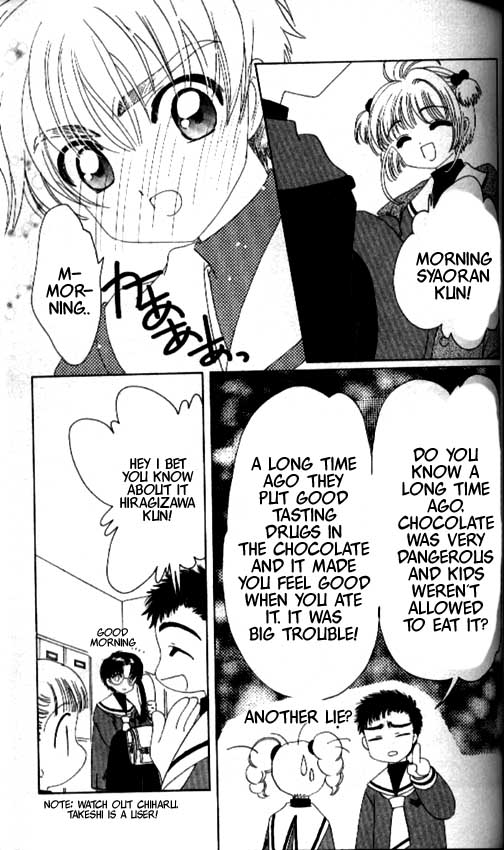 MORNING
SYAORAN
KUN!
M-
MOR-
NING..
かあああっ
DO YOU
KNOW A
LONG TIME
AGO,
CHOCOLATE
WAS VERY
DANGEROUS
AND KIDS
WEREN'T
ALLOWED
TO EAT IT?
A LONG TIME
AGO THEY
PUT GOOD
TASTING
DRUGS IN
THE CHOCOLATE
AND IT MADE
YOU FEEL GOOD
WHEN YOU ATE
IT. IT WAS
BIG TROUBLE!
ANOTHER LIE?
HEY I BET
YOU KNOW
ABOUT IT
HIRAGIZAWA
KUN!
GOOD
MORNING
NOTE: WATCH OUT CHIHARU.
TAKESHI IS A USER!